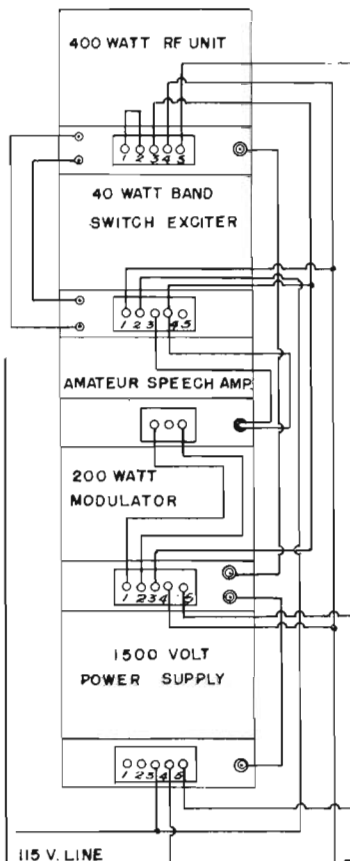 400 WATT RF UNIT
1 2 3 4 5
40 WATT BAND
SWITCH EXCITER
1 2 3 4 5
AMATEUR SPEECH AMP.
200 WATT
MODULATOR
1 2 3 4 5
1500 VOLT
POWER SUPPLY
1 2 3 4 5
115 V. LINE